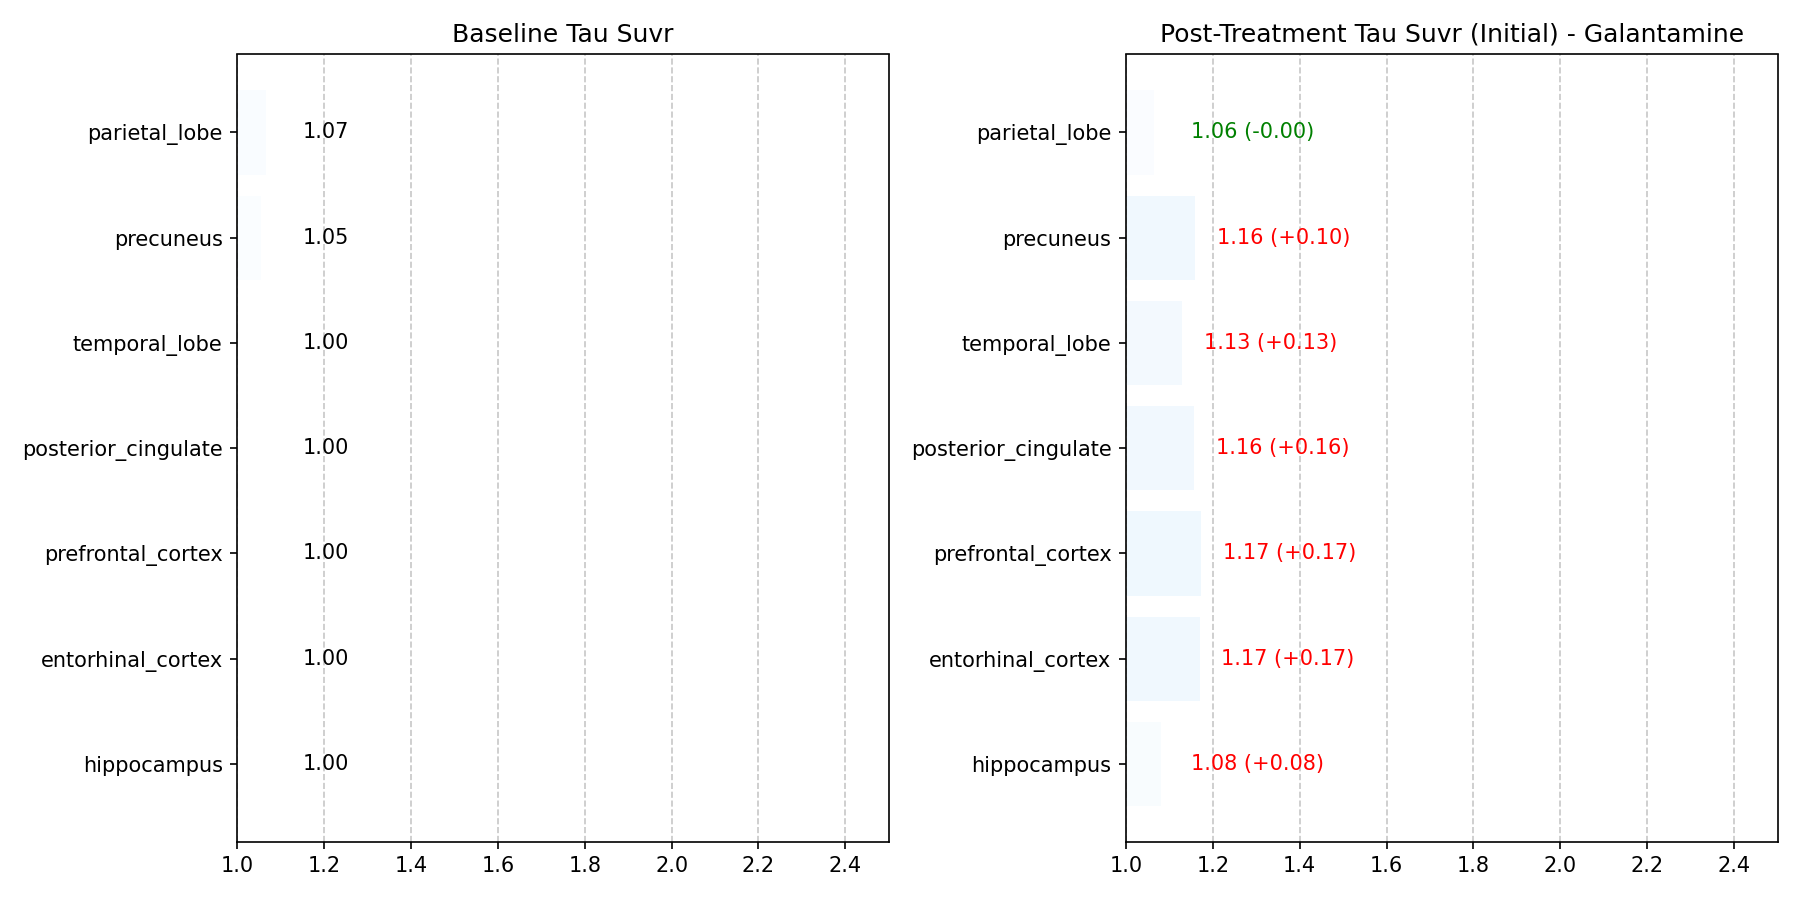 Baseline Tau Suvr
parietal_lobe 1.07
precuneus 1.05
temporal_lobe 1.00
posterior_cingulate 1.00
prefrontal_cortex 1.00
entorhinal_cortex 1.00
hippocampus 1.00
1.0 1.2 1.4 1.6 1.8 2.0 2.2 2.4
Post-Treatment Tau Suvr (Initial) - Galantamine
parietal_lobe 1.06 (-0.00)
precuneus 1.16 (+0.10)
temporal_lobe 1.13 (+0.13)
posterior_cingulate 1.16 (+0.16)
prefrontal_cortex 1.17 (+0.17)
entorhinal_cortex 1.17 (+0.17)
hippocampus 1.08 (+0.08)
1.0 1.2 1.4 1.6 1.8 2.0 2.2 2.4